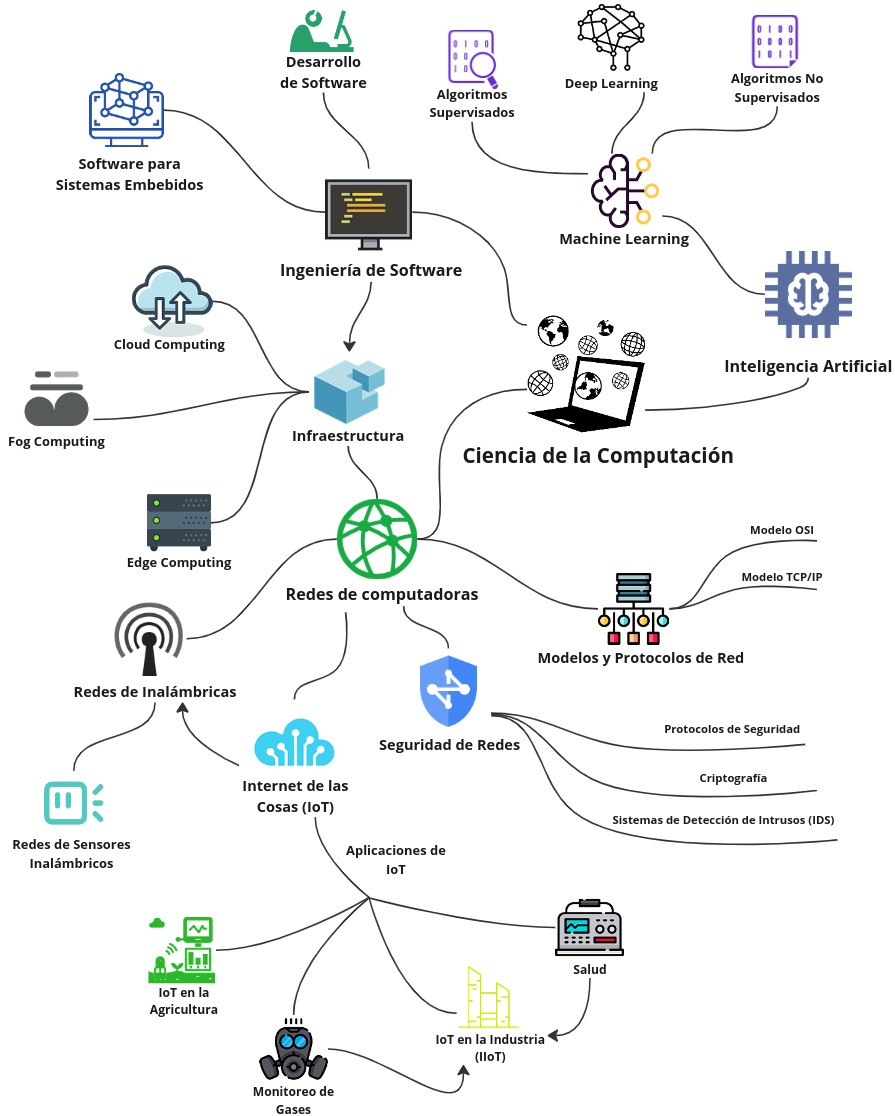 Desarrollo
de Software
Algoritmos
Supervisados
Deep Learning
Algoritmos No
Supervisados
Software para
Sistemas Embebidos
Machine Learning
Ingeniería de Software
Cloud Computing
Inteligencia Artificial
Fog Computing
Infraestructura
Ciencia de la Computación
Edge Computing
Modelo OSI
Modelo TCP/IP
Redes de computadoras
Modelos y Protocolos de Red
Redes de Inalámbricas
Seguridad de Redes
Protocolos de Seguridad
Criptografía
Sistemas de Detección de Intrusos (IDS)
Internet de las
Cosas (IoT)
Redes de Sensores
Inalámbricos
Aplicaciones de
IoT
IoT en la
Agricultura
Salud
IoT en la Industria
(IIoT)
Monitoreo de
Gases